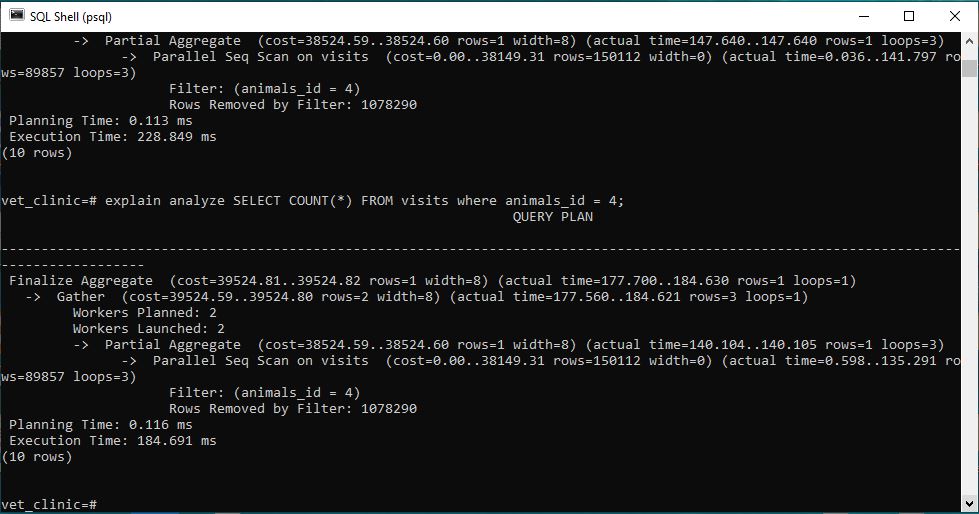 SQL Shell (psql)
-> Partial Aggregate (cost=38524.59..38524.60 rows=1 width=8) (actual time=147.640..147.640 rows=1 loops=3)
-> Parallel Seq Scan on visits (cost=0.00..38149.31 rows=150112 width=0) (actual time=0.036..141.797 ro
ws=89857 loops=3)
Filter: (animals_id = 4)
Rows Removed by Filter: 1078290
Planning Time: 0.113 ms
Execution Time: 228.849 ms
(10 rows)
vet_clinic=# explain analyze SELECT COUNT(*) FROM visits where animals_id = 4;
QUERY PLAN
------------------------------------------------------------------------------------------------------------------------
------------------
Finalize Aggregate (cost=39524.81..39524.82 rows=1 width=8) (actual time=177.700..184.630 rows=1 loops=1)
-> Gather (cost=39524.59..39524.80 rows=2 width=8) (actual time=177.560..184.621 rows=3 loops=1)
Workers Planned: 2
Workers Launched: 2
-> Partial Aggregate (cost=38524.59..38524.60 rows=1 width=8) (actual time=140.104..140.105 rows=1 loops=3)
-> Parallel Seq Scan on visits (cost=0.00..38149.31 rows=150112 width=0) (actual time=0.598..135.291 ro
ws=89857 loops=3)
Filter: (animals_id = 4)
Rows Removed by Filter: 1078290
Planning Time: 0.116 ms
Execution Time: 184.691 ms
(10 rows)
vet_clinic=#